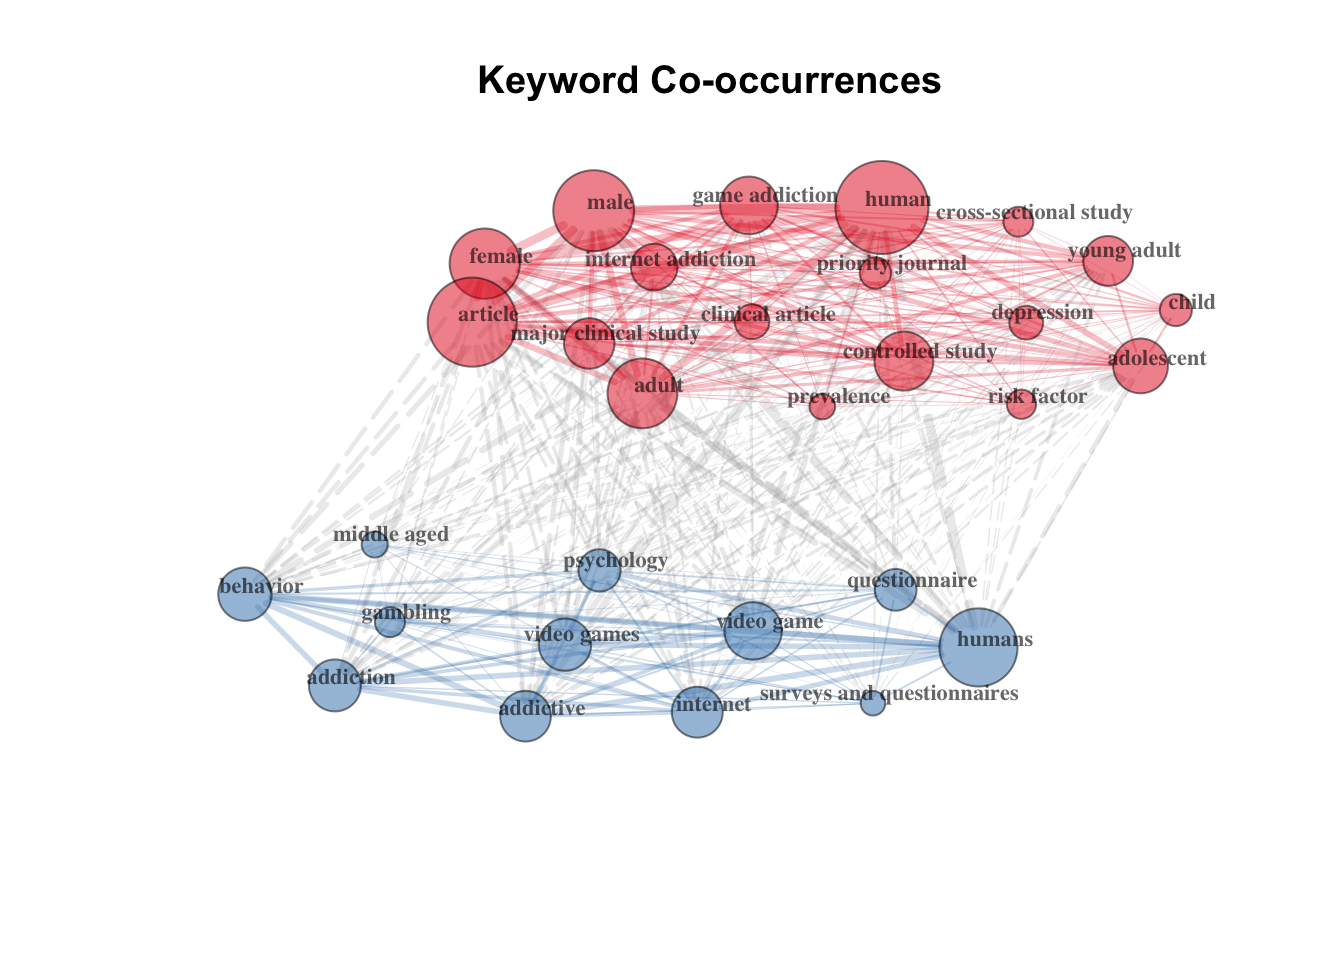 Keyword Co-occurrences
male
game addiction
human
cross-sectional study
female
internet addiction
priority journal
young adult
article
major clinical study
clinical article
depression
child
controlled study
adolescent
adult
prevalence
risk factor
middle aged
behavior
psychology
questionnaire
gambling
video games
video game
humans
addiction
addictive
internet
surveys and questionnaires